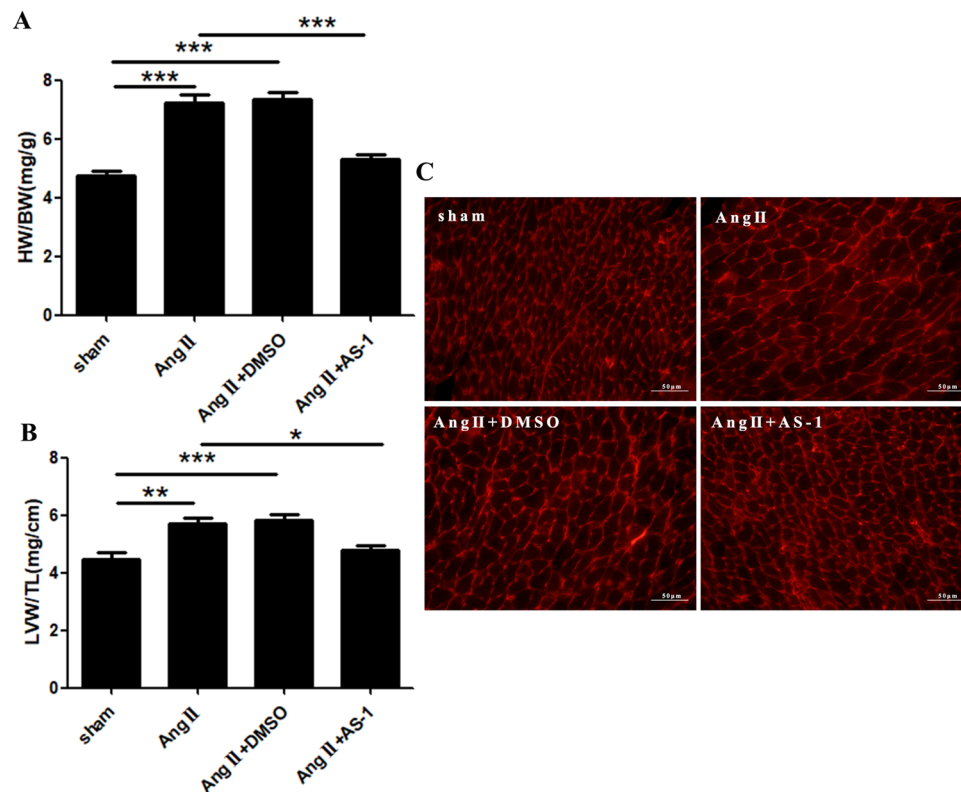 A
***
***
***
HW/BW(mg/g)
8
6
4
2
0
sham
AngⅡ
AngⅡ+DMSO
AngⅡ+AS-1
B
*
***
**
LVW/TL(mg/cm)
8
6
4
2
0
sham
AngⅡ
AngⅡ+DMSO
AngⅡ+AS-1
C
sham
50μm
AngⅡ
50μm
AngⅡ+DMSO
50μm
AngⅡ+AS-1
50μm